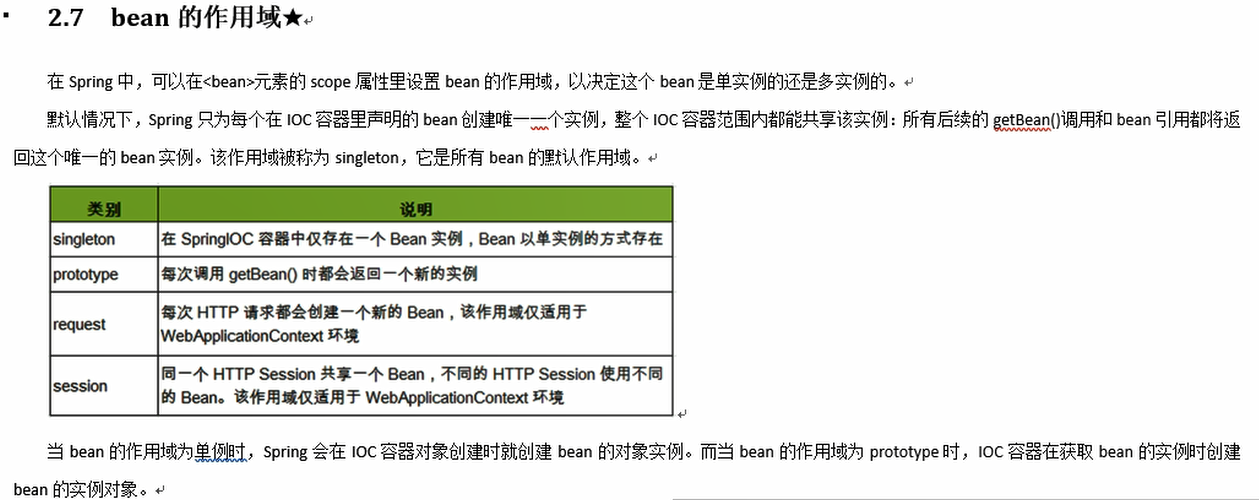 ▪ 2.7 bean 的作用域★
在 Spring 中，可以在<bean>元素的 scope 属性里设置 bean 的作用域，以决定这个 bean 是单实例的还是多实例的。
默认情况下，Spring 只为每个在 IOC 容器里声明的 bean 创建唯一一个实例，整个 IOC 容器范围内都能共享该实例：所有后续的 getBean()调用和 bean 引用都将返
回这个唯一的 bean 实例。该作用域被称为 singleton，它是所有 bean 的默认作用域。
类别 说明
singleton 在 SpringIOC 容器中仅存在一个 Bean 实例，Bean 以单实例的方式存在
prototype 每次调用 getBean() 时都会返回一个新的实例
request 每次 HTTP 请求都会创建一个新的 Bean，该作用域仅适用于
WebApplicationContext 环境
session 同一个 HTTP Session 共享一个 Bean，不同的 HTTP Session 使用不同
的 Bean。该作用域仅适用于 WebApplicationContext 环境
当 bean 的作用域为单例时，Spring 会在 IOC 容器对象创建时就创建 bean 的对象实例。而当 bean 的作用域为 prototype 时，IOC 容器在获取 bean 的实例时创建
bean 的实例对象。